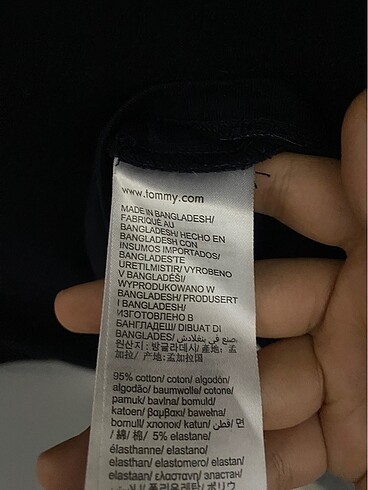 www.tommy.com
MADE IN BANGLADESH/
FABRIQUÉ AU
BANGLADESH/ HECHO EN
BANGLADESH CON
INSUMOS IMPORTADOS/
BANGLADEŞ'TE
ÜRETİLMİŞTİR/ VYROBENO
V BANGLADÉŠI/
WYPRODUKOWANO W
BANGLADESH/ PRODUSERT
I BANGLADESH/
ИЗГОТОВЛЕНО В
БАНГЛАДЕШ/ DIBUAT DI
BANGLADES/ صنع في بنغلادش/
원산지 : 방글라데시/ 產地: 孟
加拉/ 产地:孟加拉国
95% cotton/ coton/ algodón/
algodão/ baumwolle/ cotone/
pamuk/ bavlna/ bomuld/
katoen/ βαμβακι/ bawełna/
bomull/ хлопок/ katun/ قطن/ 면
/ 綿/ 棉/ 5% elastane/
élasthanne/ elastano/
elasthan/ elastomero/ elastan/
elastaan/ ελαστανη/ эластан/